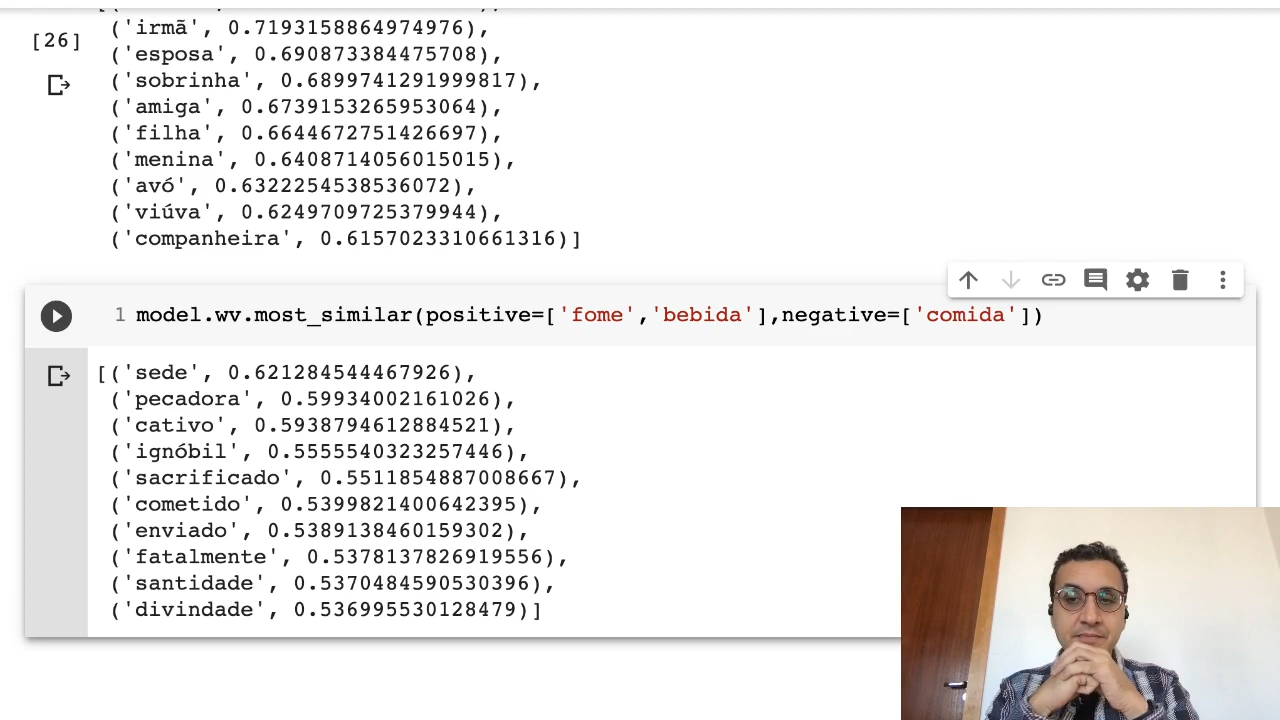 ('irmã', 0.7193158864974976),
[26]
('esposa', 0.690873384475708),
('sobrinha', 0.6899741291999817),
('amiga', 0.6739153265953064),
('filha', 0.6644672751426697),
('menina', 0.6408714056015015),
('avó', 0.6322254538536072),
('viúva', 0.6249709725379944),
('companheira', 0.6157023310661316)]
1 model.wv.most_similar(positive=['fome','bebida'],negative=['comida'])
[('sede', 0.621284544467926),
('pecadora', 0.59934002161026),
('cativo', 0.5938794612884521),
('ignóbil', 0.5555540323257446),
('sacrificado', 0.5511854887008667),
('cometido', 0.5399821400642395),
('enviado', 0.5389138460159302),
('fatalmente', 0.5378137826919556),
('santidade', 0.5370484590530396),
('divindade', 0.536995530128479)]